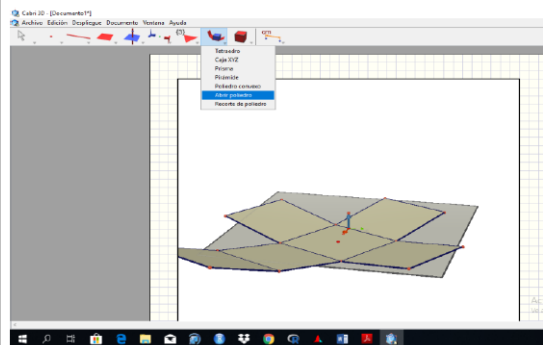 Cabri 3D - [Documento1*]
Archivo Edición Despliegue Documento Ventana Ayuda
Tetraedro
Caja XYZ
Prisma
Pirámide
Poliedro convexo
Abrir poliedro
Recorte de poliedro